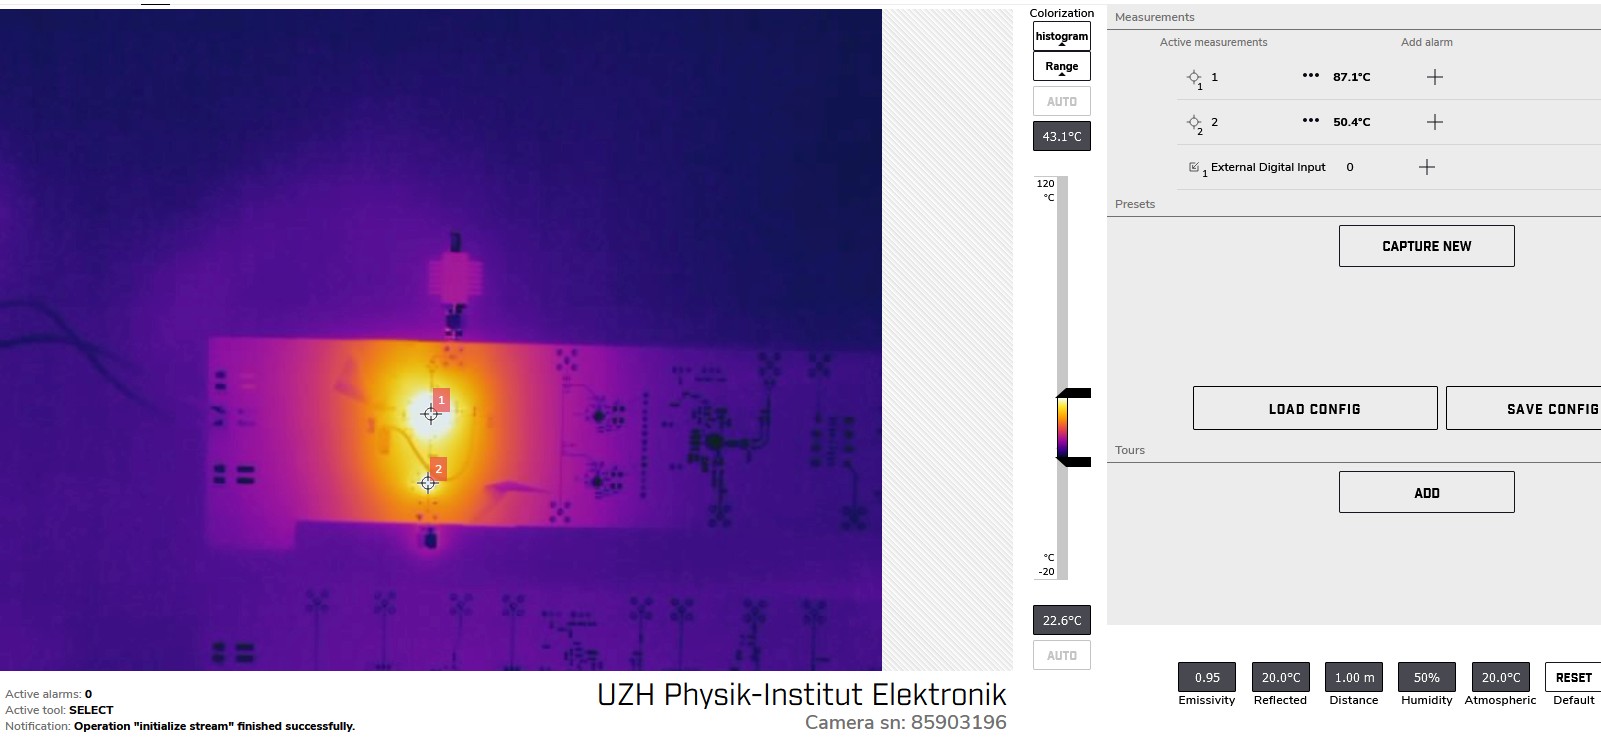 Colorization
histogram
Range
AUTO
43.1°C
120
°C
°C
-20
22.6°C
AUTO
1
2
Measurements
Active measurements
Add alarm
1 1 ••• 87.1°C +
2 2 ••• 50.4°C +
1 External Digital Input 0 +
Presets
CAPTURE NEW
LOAD CONFIG
SAVE CONFIG
Tours
ADD
0.95 20.0°C 1.00 m 50% 20.0°C RESET
Emissivity Reflected Distance Humidity Atmospheric Default
Active alarms: 0
Active tool: SELECT
Notification: Operation "initialize stream" finished successfully.
UZH Physik-Institut Elektronik
Camera sn: 85903196